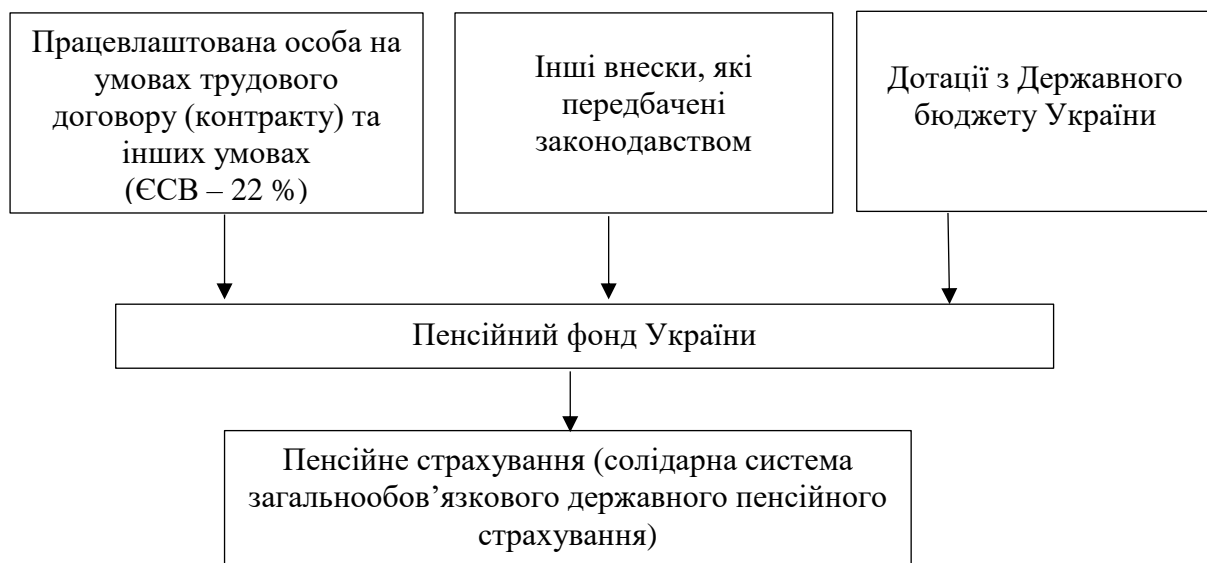 Працевлаштована особа на
умовах трудового
договору (контракту) та
інших умовах
(ЄСВ – 22 %)
Інші внески, які
передбачені
законодавством
Дотації з Державного
бюджету України
Пенсійний фонд України
Пенсійне страхування (солідарна система
загальнообов’язкового державного пенсійного
страхування)